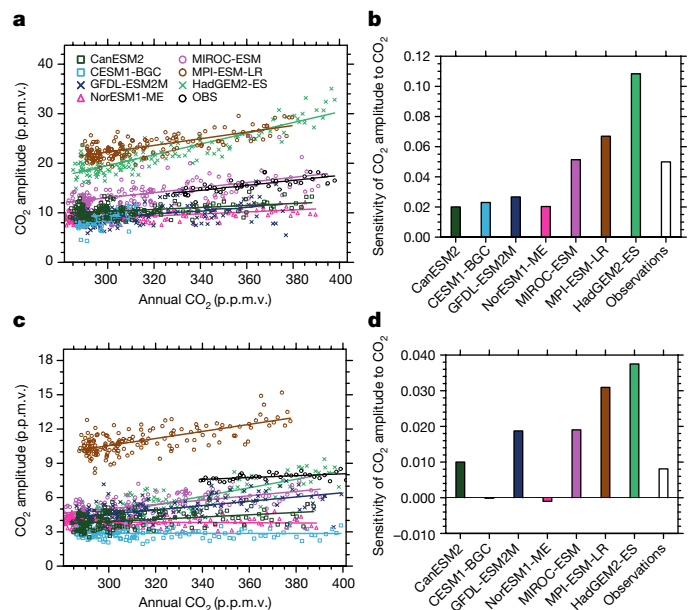 a
CO2 amplitude (p.p.m.v.)
40
30
20
10
0
CanESM2
CESM1-BGC
GFDL-ESM2M
NorESM1-ME
MIROC-ESM
MPI-ESM-LR
HadGEM2-ES
OBS
300 320 340 360 380 400
Annual CO2 (p.p.m.v.)
b
Sensitivity of CO2 amplitude to CO2
0.12
0.10
0.08
0.06
0.04
0.02
0
CanESM2
CESM1-BGC
GFDL-ESM2M
NorESM1-ME
MIROC-ESM
MPI-ESM-LR
HadGEM2-ES
Observations
c
CO2 amplitude (p.p.m.v.)
18
15
12
9
6
3
0
300 320 340 360 380 400
Annual CO2 (p.p.m.v.)
d
Sensitivity of CO2 amplitude to CO2
0.040
0.030
0.020
0.010
0.000
–0.010
CanESM2
CESM1-BGC
GFDL-ESM2M
NorESM1-ME
MIROC-ESM
MPI-ESM-LR
HadGEM2-ES
Observations